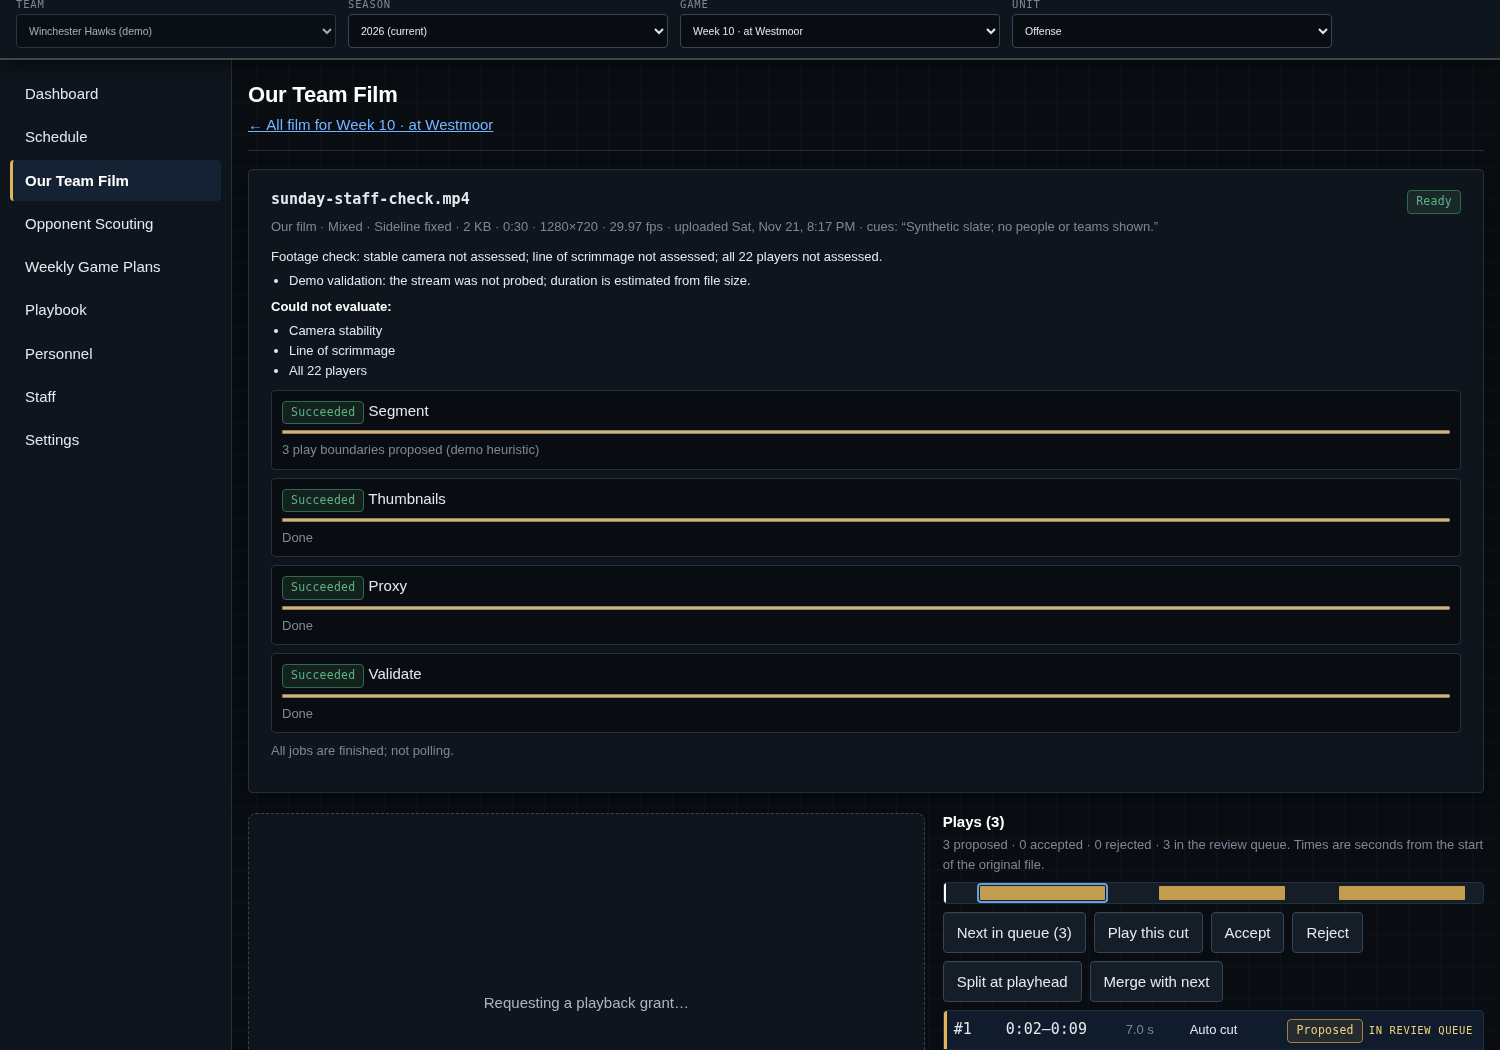 TEAM
SEASON
GAME
UNIT
Winchester Hawks (demo)
2026 (current)
Week 10 · at Westmoor
Offense
Dashboard
Schedule
Our Team Film
Opponent Scouting
Weekly Game Plans
Playbook
Personnel
Staff
Settings
Our Team Film
← All film for Week 10 · at Westmoor
sunday-staff-check.mp4
Ready
Our film · Mixed · Sideline fixed · 2 KB · 0:30 · 1280×720 · 29.97 fps · uploaded Sat, Nov 21, 8:17 PM · cues: “Synthetic slate; no people or teams shown.”
Footage check: stable camera not assessed; line of scrimmage not assessed; all 22 players not assessed.
• Demo validation: the stream was not probed; duration is estimated from file size.
Could not evaluate:
• Camera stability
• Line of scrimmage
• All 22 players
Succeeded Segment
3 play boundaries proposed (demo heuristic)
Succeeded Thumbnails
Done
Succeeded Proxy
Done
Succeeded Validate
Done
All jobs are finished; not polling.
Requesting a playback grant…
Plays (3)
3 proposed · 0 accepted · 0 rejected · 3 in the review queue. Times are seconds from the start
of the original file.
Next in queue (3)
Play this cut
Accept
Reject
Split at playhead
Merge with next
#1 0:02–0:09 7.0 s Auto cut Proposed IN REVIEW QUEUE